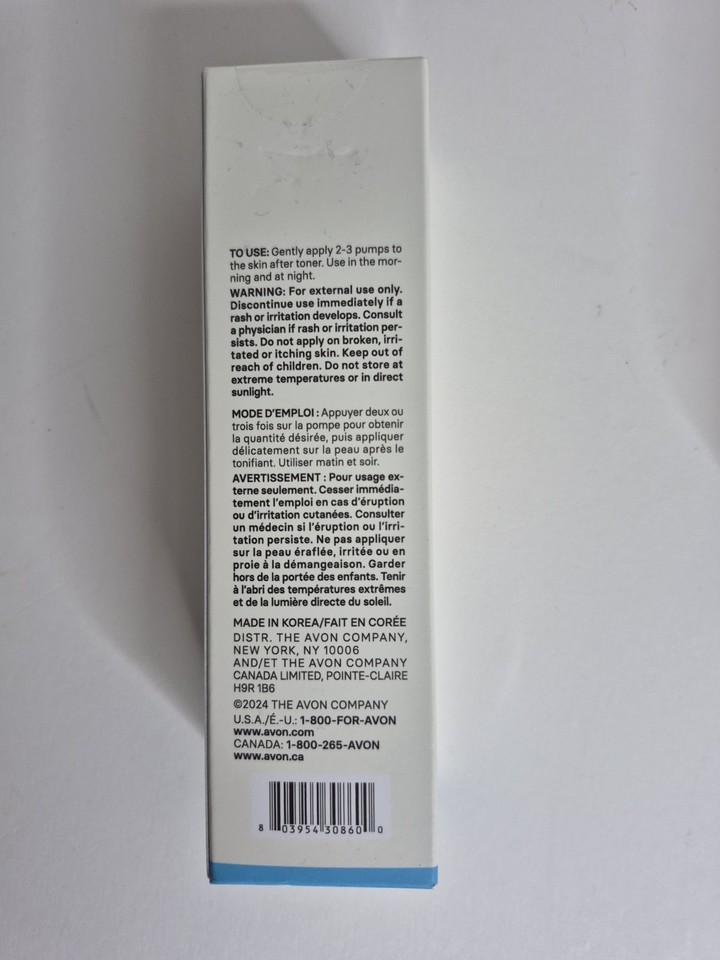 TO USE: Gently apply 2-3 pumps to
the skin after toner. Use in the mor-
ning and at night.
WARNING: For external use only.
Discontinue use immediately if a
rash or irritation develops. Consult
a physician if rash or irritation per-
sists. Do not apply on broken, irri-
tated or itching skin. Keep out of
reach of children. Do not store at
extreme temperatures or in direct
sunlight.
MODE D'EMPLOI : Appuyer deux ou
trois fois sur la pompe pour obtenir
la quantité désirée, puis appliquer
délicatement sur la peau après le
tonifiant. Utiliser matin et soir.
AVERTISSEMENT : Pour usage ex-
terne seulement. Cesser immédia-
tement l'emploi en cas d'éruption
ou d'irritation cutanées. Consulter
un médecin si l'éruption ou l'irri-
tation persiste. Ne pas appliquer
sur la peau éraflée, irritée ou en
proie à la démangeaison. Garder
hors de la portée des enfants. Tenir
à l'abri des températures extrêmes
et de la lumière directe du soleil.
MADE IN KOREA/FAIT EN CORÉE
DISTR. THE AVON COMPANY,
NEW YORK, NY 10006
AND/ET THE AVON COMPANY
CANADA LIMITED, POINTE-CLAIRE
H9R 1B6
©2024 THE AVON COMPANY
U.S.A./É.-U.: 1-800-FOR-AVON
www.avon.com
CANADA: 1-800-265-AVON
www.avon.ca
8 03954 30860 0